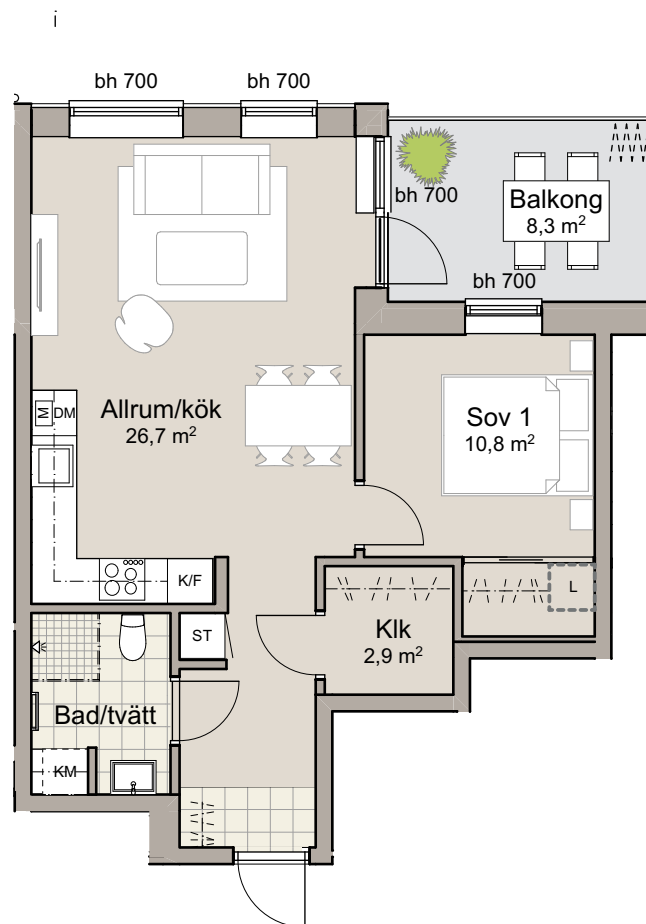 i
bh 700
bh 700
bh 700
Balkong
8,3 m²
bh 700
M
DM
Allrum/kök
26,7 m²
Sov 1
10,8 m²
K/F
L
ST
Klk
2,9 m²
Bad/tvätt
KM